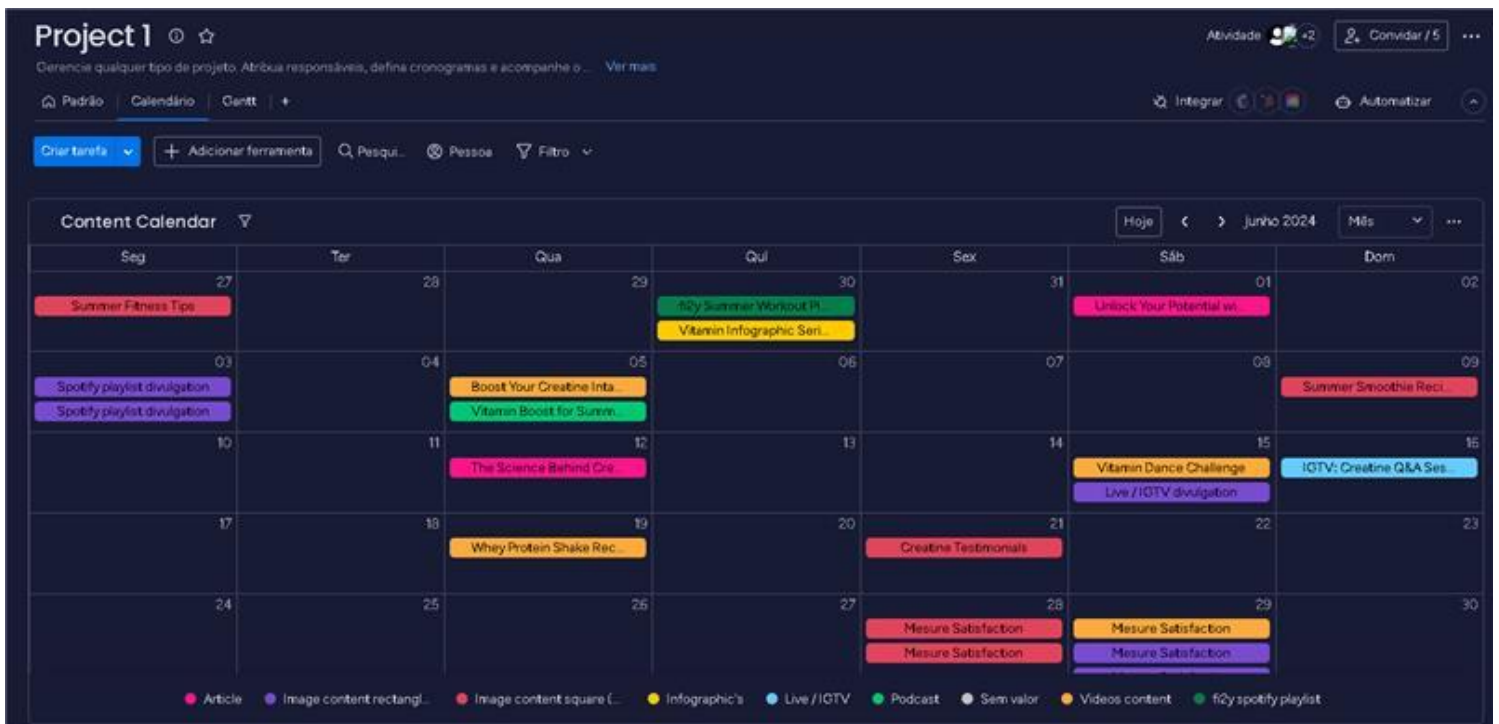 Project 1
Atividade +2 Convidar / 5
Gerencie qualquer tipo de projeto. Atribua responsáveis, defina cronogramas e acompanhe o ... Ver mais
Padrão Calendário Gantt +
Integrar Automatizar
Criar tarefa + Adicionar ferramenta Pesqui... Pessoa Filtro
Content Calendar
Hoje < > junho 2024 Mês
Seg Ter Qua Qui Sex Sáb Dom
27 28 29 30 31 01 02
Summer Fitness Tips fi2y Summer Workout Pl... Unlock Your Potential wi...
Vitamin Infographic Seri...
03 04 05 06 07 08 09
Spotify playlist divulgation Boost Your Creatine Inta... Summer Smoothie Reci...
Spotify playlist divulgation Vitamin Boost for Summ...
10 11 12 13 14 15 16
The Science Behind Cre... Vitamin Dance Challenge IGTV: Creatine Q&A Ses...
Live / IGTV divulgation
17 18 19 20 21 22 23
Whey Protein Shake Rec... Creatine Testimonials
24 25 26 27 28 29 30
Mesure Satisfaction Mesure Satisfaction
Mesure Satisfaction Mesure Satisfaction
Article Image content rectangl... Image content square (... Infographic's Live / IGTV Podcast Sem valor Videos content fi2y spotify playlist